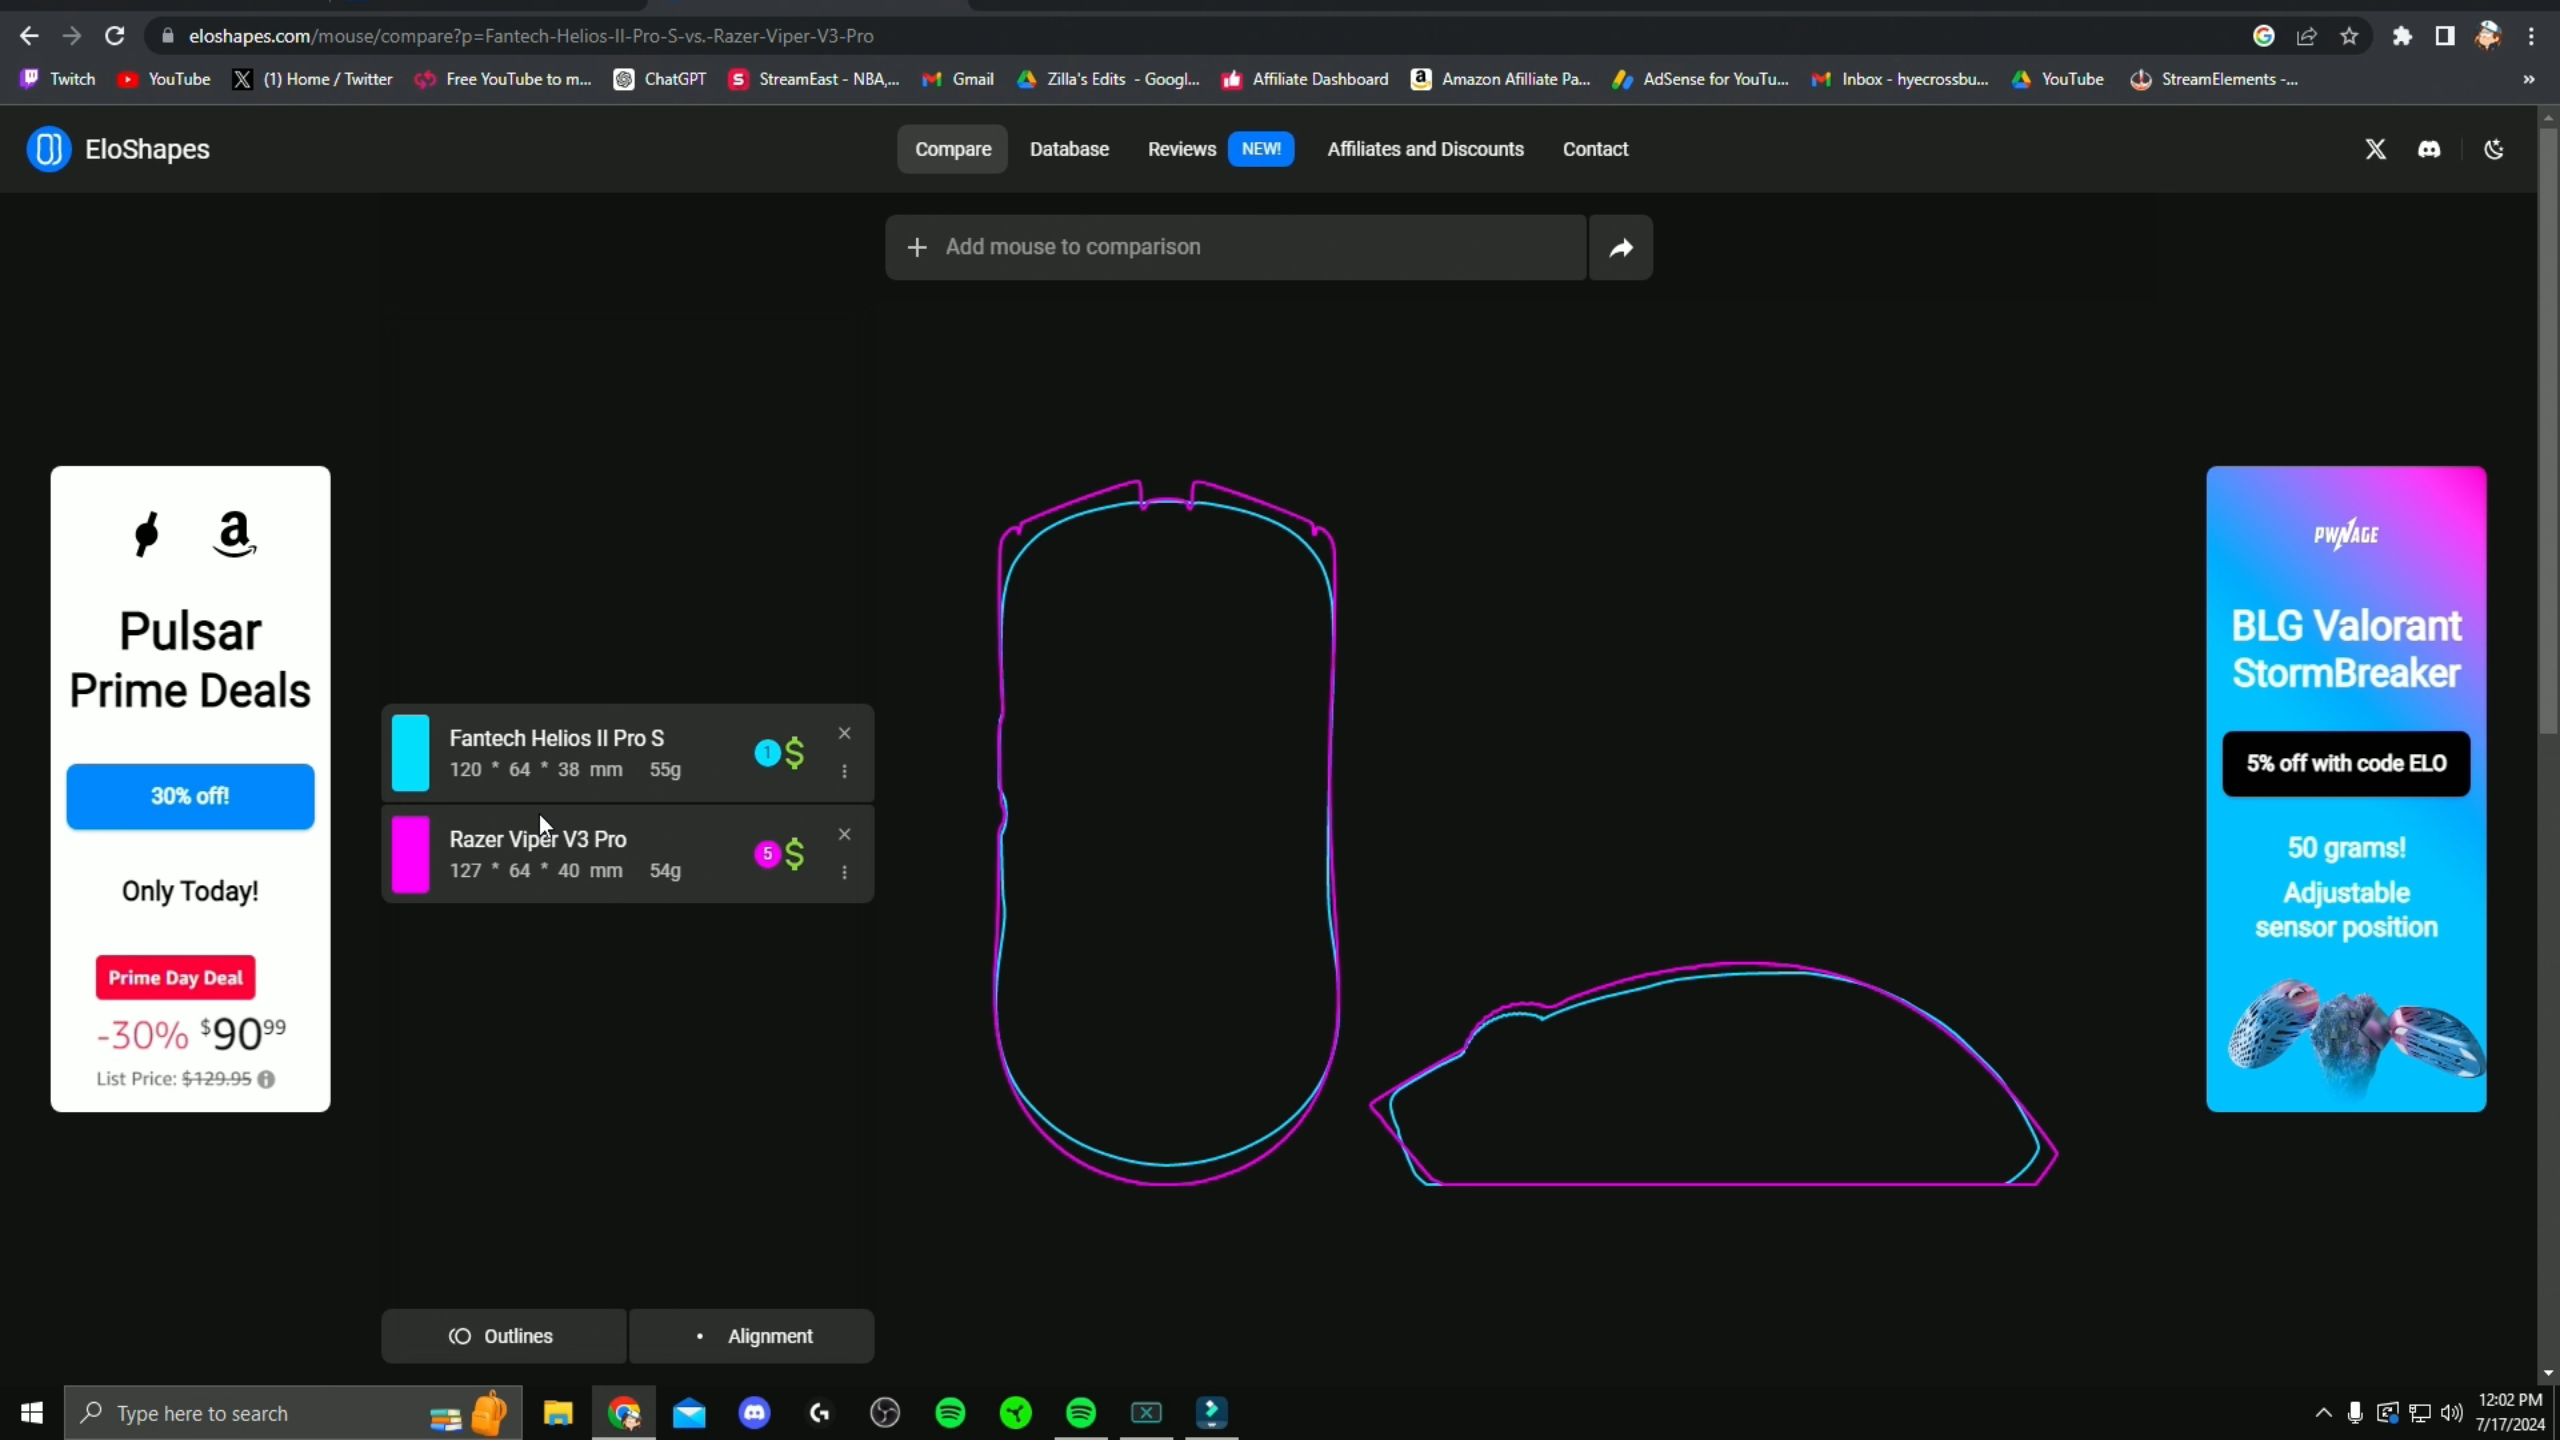 eloshapes.com/mouse/compare?p=Fantech-Helios-II-Pro-S-vs.-Razer-Viper-V3-Pro
Twitch YouTube (1) Home / Twitter Free YouTube to m... ChatGPT StreamEast - NBA,... Gmail Zilla's Edits - Googl... Affiliate Dashboard Amazon Afilliate Pa... AdSense for YouTu... Inbox - hyecrossbu... YouTube StreamElements -... »
EloShapes Compare Database Reviews NEW! Affiliates and Discounts Contact
Add mouse to comparison
a
Pulsar
Prime Deals
30% off!
Only Today!
Prime Day Deal
-30% $90 99
List Price: $129.95
Fantech Helios II Pro S
120 * 64 * 38 mm 55g
1 $
Razer Viper V3 Pro
127 * 64 * 40 mm 54g
5 $
Outlines Alignment
PWNAGE
BLG Valorant
StormBreaker
5% off with code ELO
50 grams!
Adjustable
sensor position
Type here to search
12:02 PM
7/17/2024